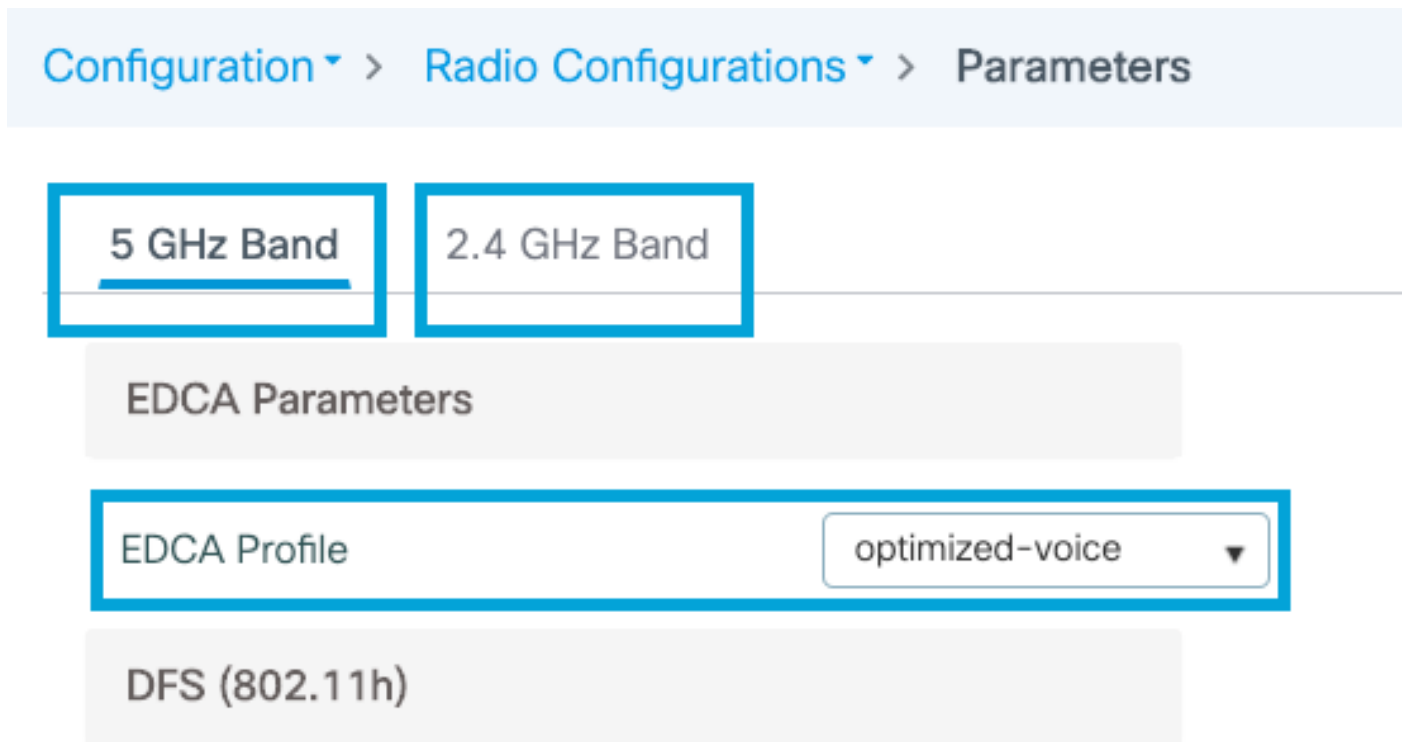 Configuration > Radio Configurations > Parameters
5 GHz Band 2.4 GHz Band
EDCA Parameters
EDCA Profile optimized-voice
DFS (802.11h)